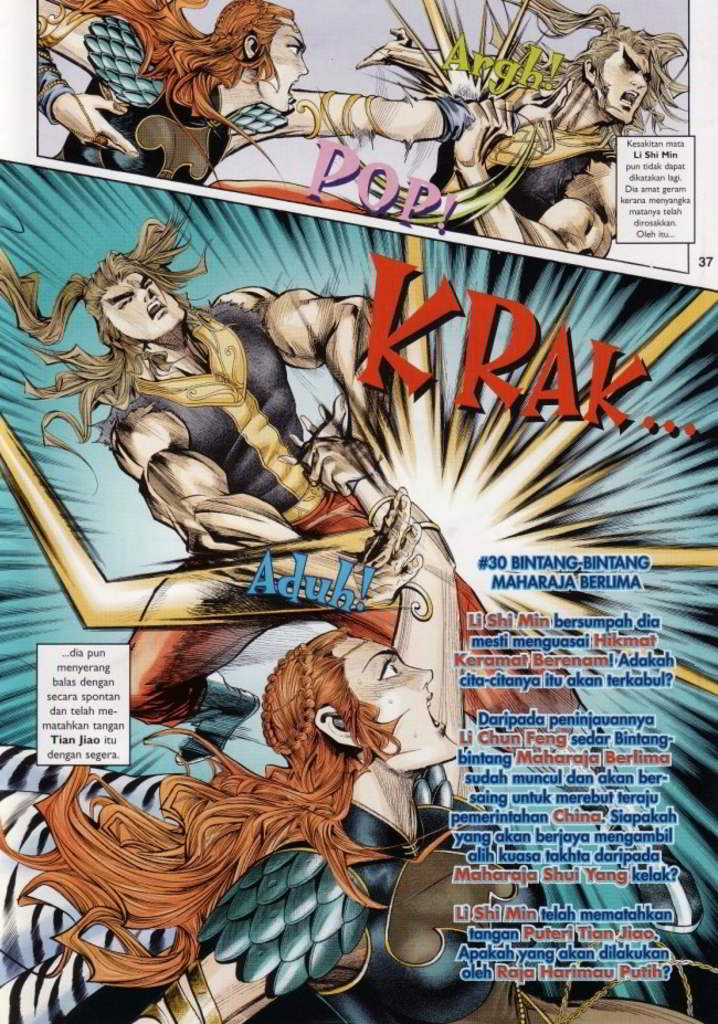 Argh!
POP!
Kesakitan mata
Li Shi Min
pun tidak dapat
dikatakan lagi.
Dia amat geram
kerana menyangka
matanya telah
dirosakkan.
Oleh itu...
37
KRAK...
Aduh!
...dia pun
menyerang
balas dengan
secara spontan
dan telah me-
matahkan tangan
Tian Jiao itu
dengan segera.
#30 BINTANG-BINTANG
MAHARAJA BERLIMA
Li Shi Min bersumpah dia
mesti menguasai Hikmat
Keramat Berenam! Adakah
cita-citanya itu akan terkabul?
Daripada peninjauannya
Li Chun Feng sedar Bintang-
bintang Maharaja Berlima
sudah muncul dan akan ber-
saing untuk merebut teraju
pemerintahan China. Siapakah
yang akan berjaya mengambil
alih kuasa takhta daripada
Maharaja Shui Yang kelak?
Li Shi Min telah mematahkan
tangan Puteri Tian Jiao.
Apakah yang akan dilakukan
oleh Raja Harimau Putih?